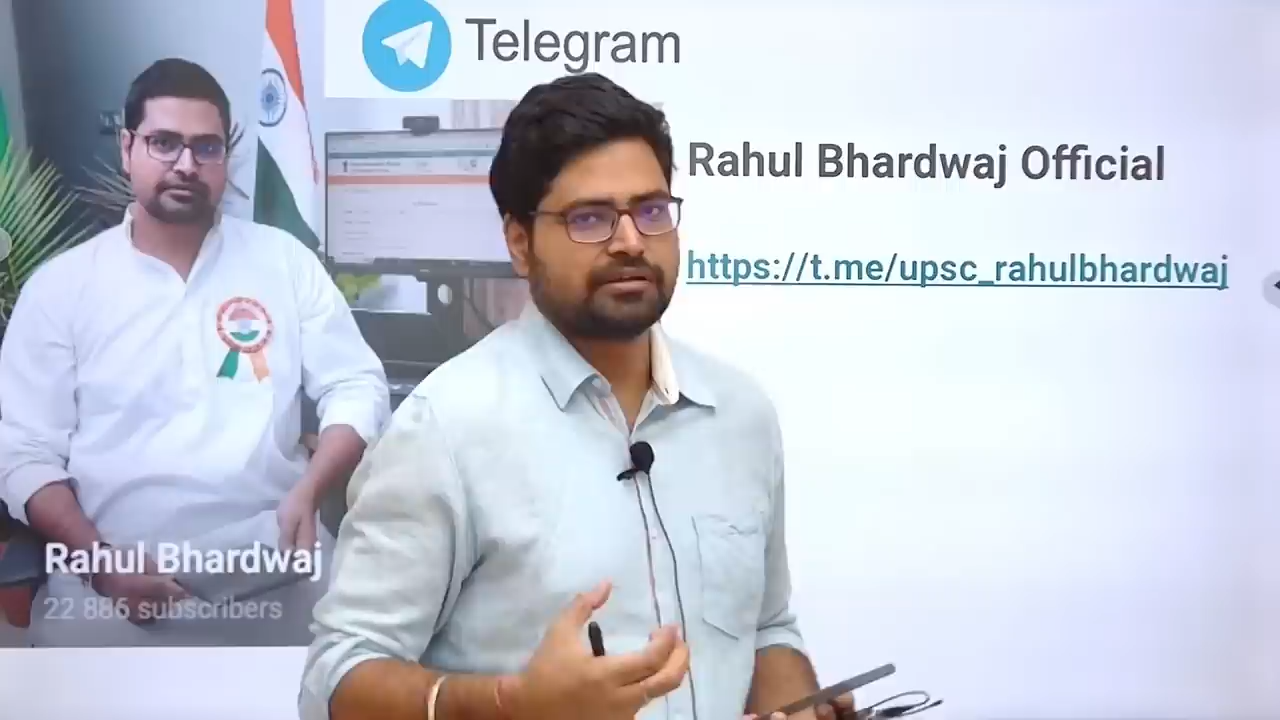 Telegram
Rahul Bhardwaj Official
https://t.me/upsc_rahulbhardwaj
Rahul Bhardwaj
22 886 subscribers